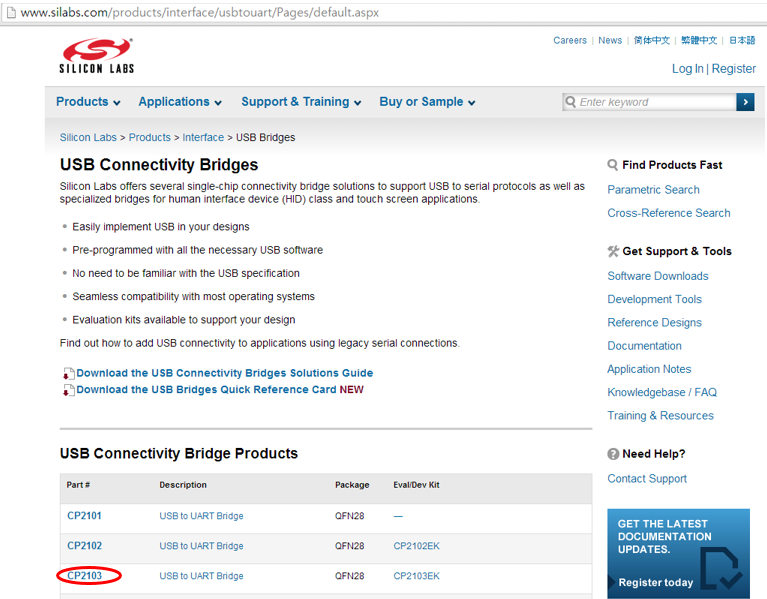 www.silabs.com/products/interface/usbtouart/Pages/default.aspx
Careers | News | 简体中文 | 繁體中文 | 日本語
SILICON LABS
Log In | Register
Products Applications Support & Training Buy or Sample Enter keyword
Silicon Labs > Products > Interface > USB Bridges
USB Connectivity Bridges
Silicon Labs offers several single-chip connectivity bridge solutions to support USB to serial protocols as well as
specialized bridges for human interface device (HID) class and touch screen applications.
• Easily implement USB in your designs
• Pre-programmed with all the necessary USB software
• No need to be familiar with the USB specification
• Seamless compatibility with most operating systems
• Evaluation kits available to support your design
Find out how to add USB connectivity to applications using legacy serial connections.
Download the USB Connectivity Bridges Solutions Guide
Download the USB Bridges Quick Reference Card NEW
USB Connectivity Bridge Products
Part # Description Package Eval/Dev Kit
CP2101 USB to UART Bridge QFN28 —
CP2102 USB to UART Bridge QFN28 CP2102EK
CP2103 USB to UART Bridge QFN28 CP2103EK
Find Products Fast
Parametric Search
Cross-Reference Search
Get Support & Tools
Software Downloads
Development Tools
Reference Designs
Documentation
Application Notes
Knowledgebase / FAQ
Training & Resources
Need Help?
Contact Support
GET THE LATEST
DOCUMENTATION
UPDATES.
Register today